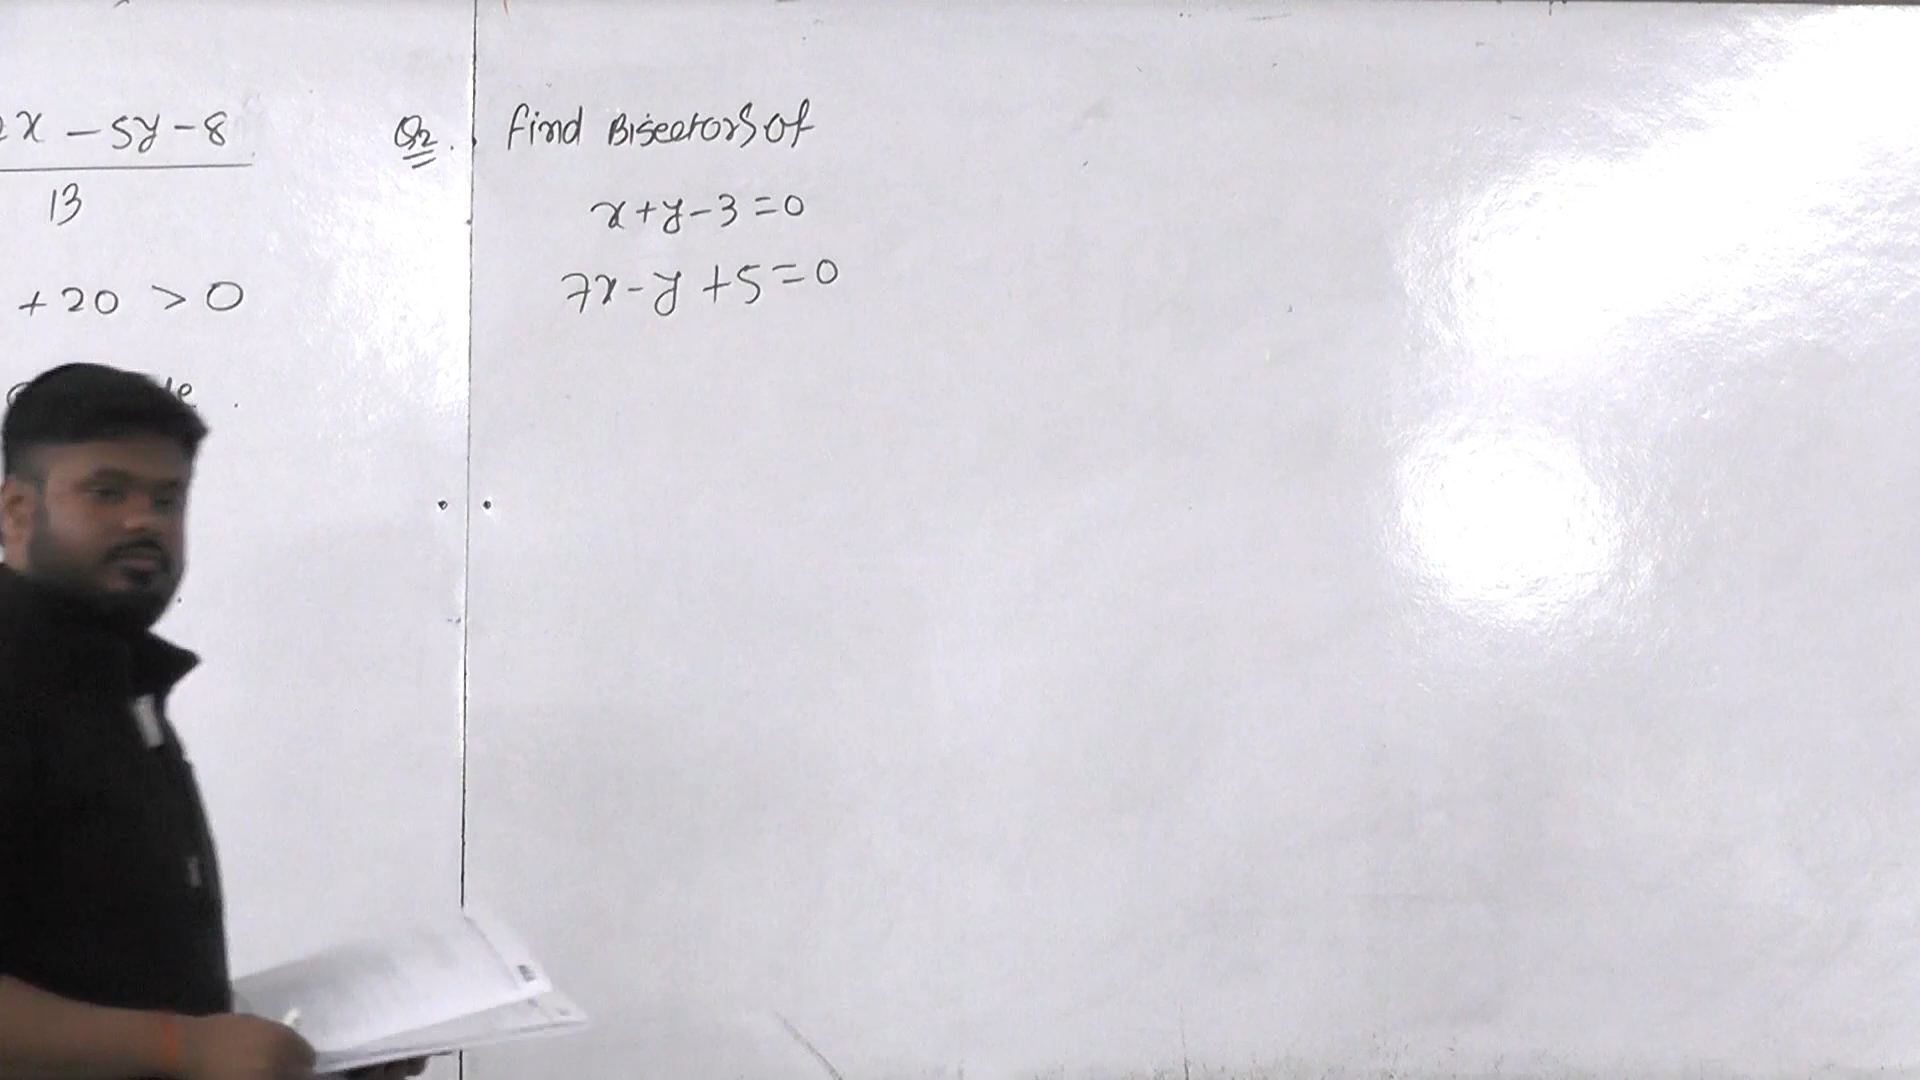 x - 5y - 8
13
+ 20 > 0
Q2. Find Bisectors of
x + y - 3 = 0
7x - y + 5 = 0